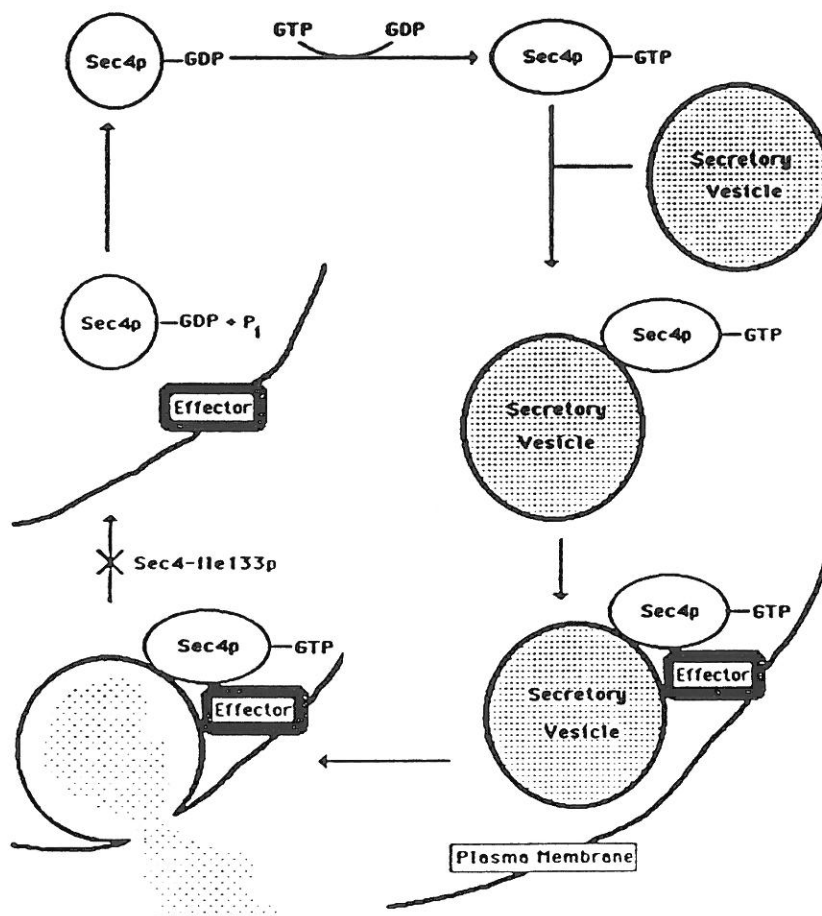 GTP GDP
Sec4p -GDP
Sec4p -GTP
Secretory
Vesicle
Sec4p -GDP + Pi
Sec4p -GTP
Effector
Secretory
Vesicle
Sec4-Ile133p
Sec4p -GTP
Sec4p -GTP
Effector
Effector
Secretory
Vesicle
Plasma Membrane